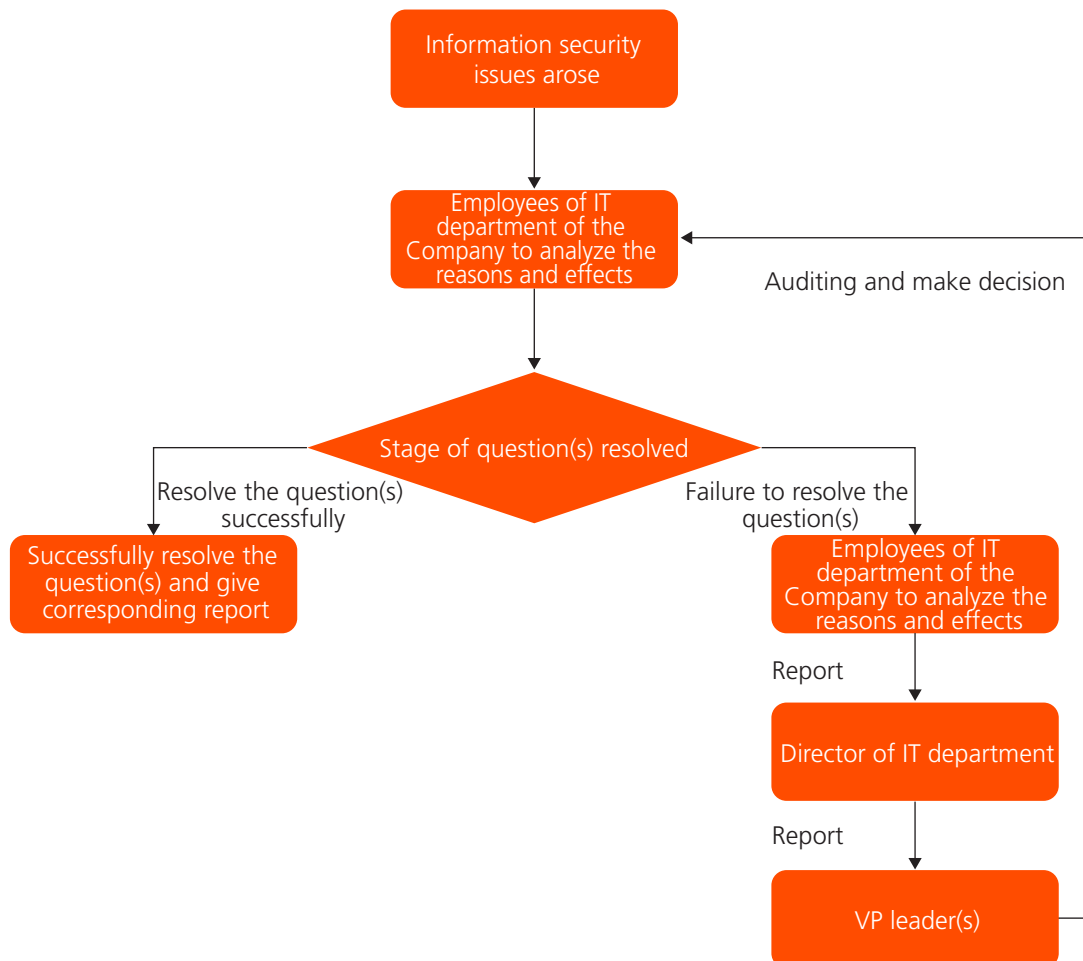 Information security
issues arose
Employees of IT
department of the
Company to analyze the
reasons and effects
Auditing and make decision
Stage of question(s) resolved
Resolve the question(s)
successfully
Failure to resolve the
question(s)
Successfully resolve the
question(s) and give
corresponding report
Employees of IT
department of the
Company to analyze the
reasons and effects
Report
Director of IT department
Report
VP leader(s)